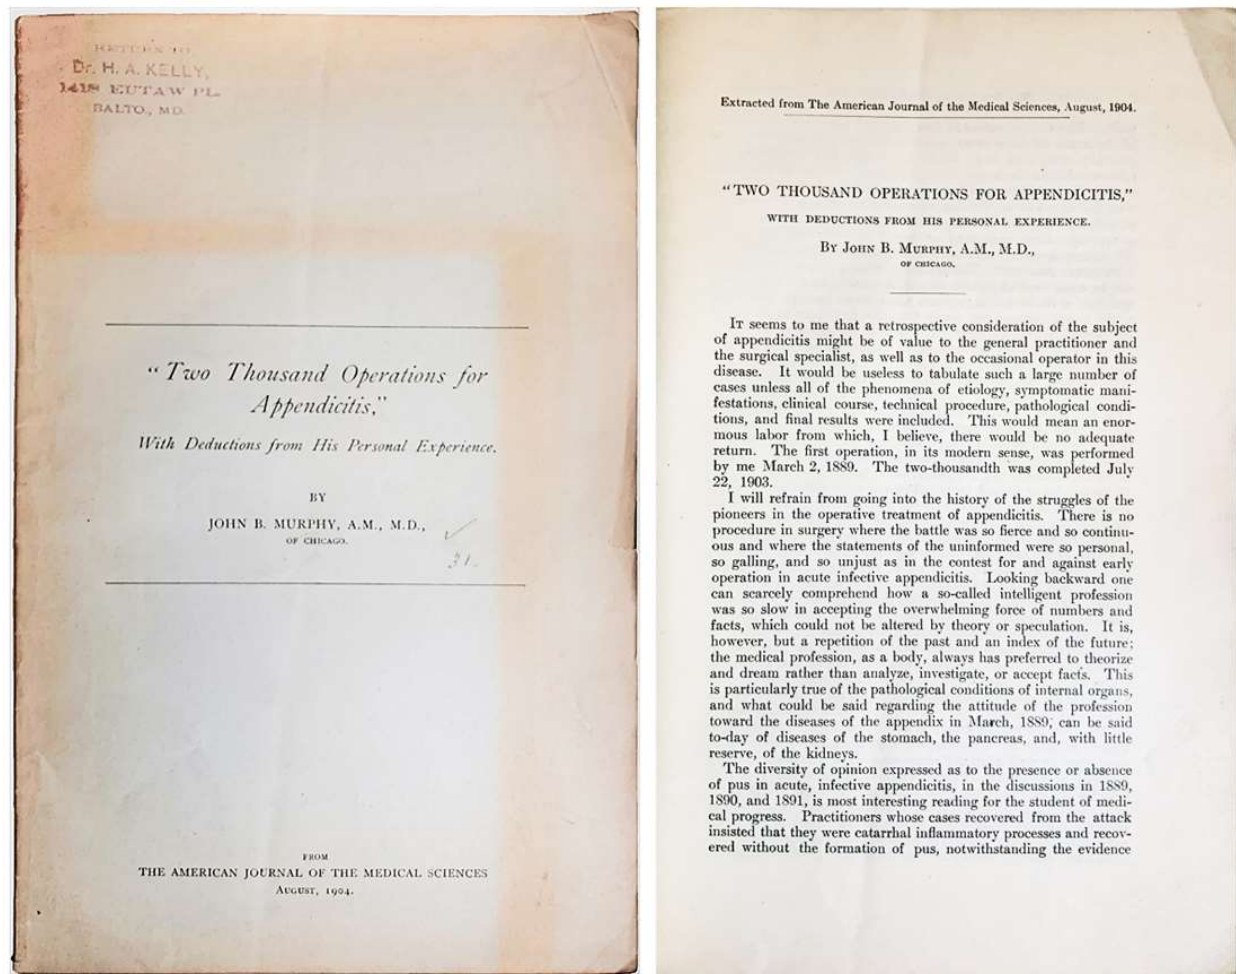 RETURN TO
Dr. H. A. KELLY,
1418 EUTAW PL.
BALTO., MD.
“Two Thousand Operations for
Appendicitis,”
With Deductions from His Personal Experience.
BY
JOHN B. MURPHY, A.M., M.D.,
OF CHICAGO.
31.
FROM
THE AMERICAN JOURNAL OF THE MEDICAL SCIENCES
AUGUST, 1904.
Extracted from The American Journal of the Medical Sciences, August, 1904.
“TWO THOUSAND OPERATIONS FOR APPENDICITIS,”
WITH DEDUCTIONS FROM HIS PERSONAL EXPERIENCE.
BY JOHN B. MURPHY, A.M., M.D.,
OF CHICAGO.
IT seems to me that a retrospective consideration of the subject
of appendicitis might be of value to the general practitioner and
the surgical specialist, as well as to the occasional operator in this
disease. It would be useless to tabulate such a large number of
cases unless all of the phenomena of etiology, symptomatic mani-
festations, clinical course, technical procedure, pathological condi-
tions, and final results were included. This would mean an enor-
mous labor from which, I believe, there would be no adequate
return. The first operation, in its modern sense, was performed
by me March 2, 1889. The two-thousandth was completed July
22, 1903.
I will refrain from going into the history of the struggles of the
pioneers in the operative treatment of appendicitis. There is no
procedure in surgery where the battle was so fierce and so continu-
ous and where the statements of the uninformed were so personal,
so galling, and so unjust as in the contest for and against early
operation in acute infective appendicitis. Looking backward one
can scarcely comprehend how a so-called intelligent profession
was so slow in accepting the overwhelming force of numbers and
facts, which could not be altered by theory or speculation. It is,
however, but a repetition of the past and an index of the future;
the medical profession, as a body, always has preferred to theorize
and dream rather than analyze, investigate, or accept facts. This
is particularly true of the pathological conditions of internal organs,
and what could be said regarding the attitude of the profession
toward the diseases of the appendix in March, 1889, can be said
to-day of diseases of the stomach, the pancreas, and, with little
reserve, of the kidneys.
The diversity of opinion expressed as to the presence or absence
of pus in acute, infective appendicitis, in the discussions in 1889,
1890, and 1891, is most interesting reading for the student of medi-
cal progress. Practitioners whose cases recovered from the attack
insisted that they were catarrhal inflammatory processes and recov-
ered without the formation of pus, notwithstanding the evidence